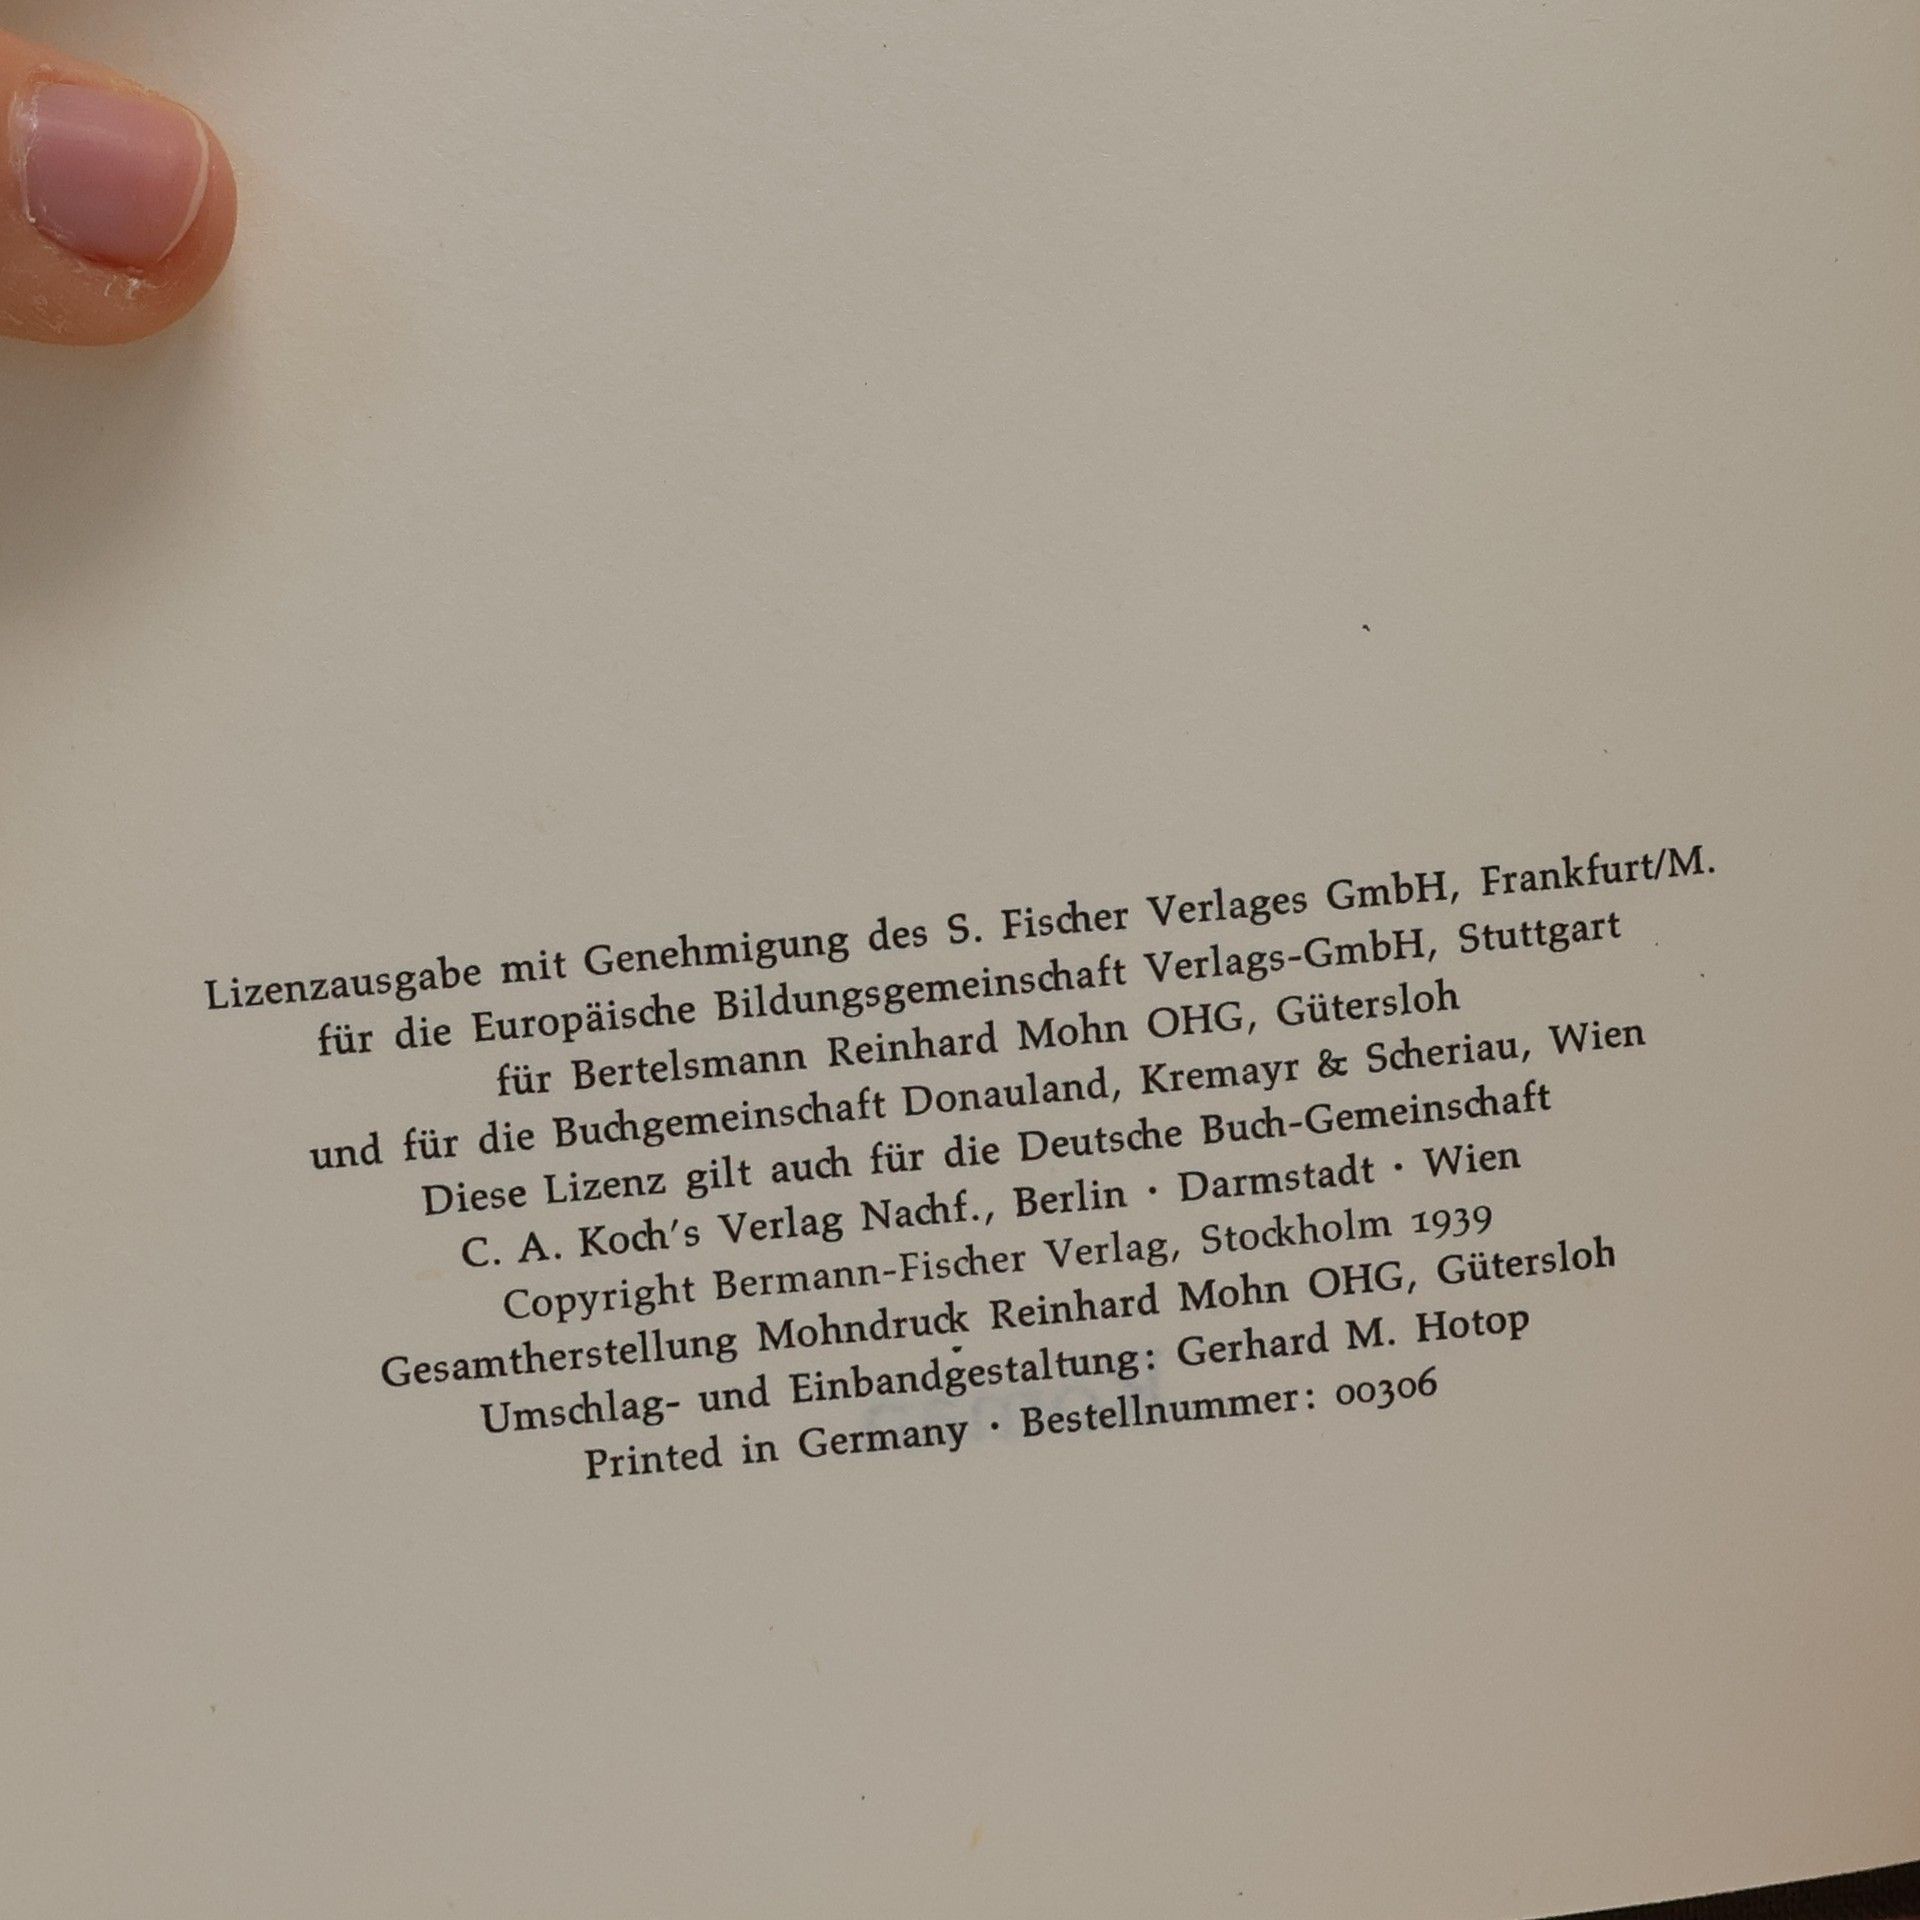 Lizenzausgabe mit Genehmigung des S. Fischer Verlages GmbH, Frankfurt/M.
für die Europäische Bildungsgemeinschaft Verlags-GmbH, Stuttgart
für Bertelsmann Reinhard Mohn OHG, Gütersloh
und für die Buchgemeinschaft Donauland, Kremayr & Scheriau, Wien
Diese Lizenz gilt auch für die Deutsche Buch-Gemeinschaft
C. A. Koch's Verlag Nachf., Berlin · Darmstadt · Wien
Copyright Bermann-Fischer Verlag, Stockholm 1939
Gesamtherstellung Mohndruck Reinhard Mohn OHG, Gütersloh
Umschlag- und Einbandgestaltung: Gerhard M. Hotop
Printed in Germany · Bestellnummer: 00306